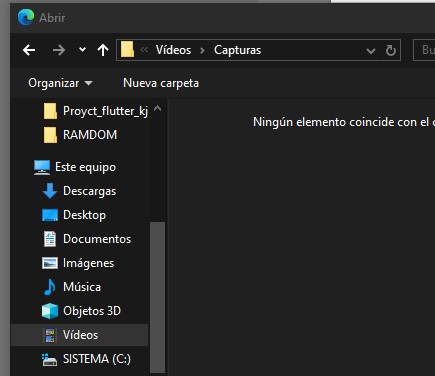 Abrir
Vídeos > Capturas
Organizar
Nueva carpeta
Proyct_flutter_kj
RAMDOM
Ningún elemento coincide con el
Este equipo
Descargas
Desktop
Documentos
Imágenes
Música
Objetos 3D
Vídeos
SISTEMA (C:)